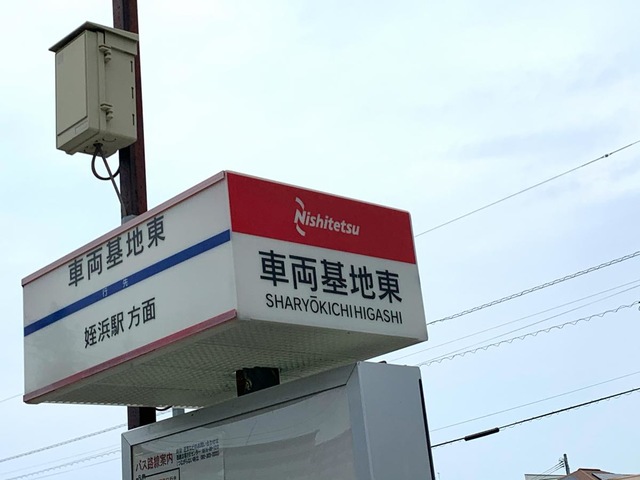 車両基地東
行先
姪浜駅 方面
Nishitetsu
車両基地東
SHARYŌKICHIHIGASHI
バス路線案内